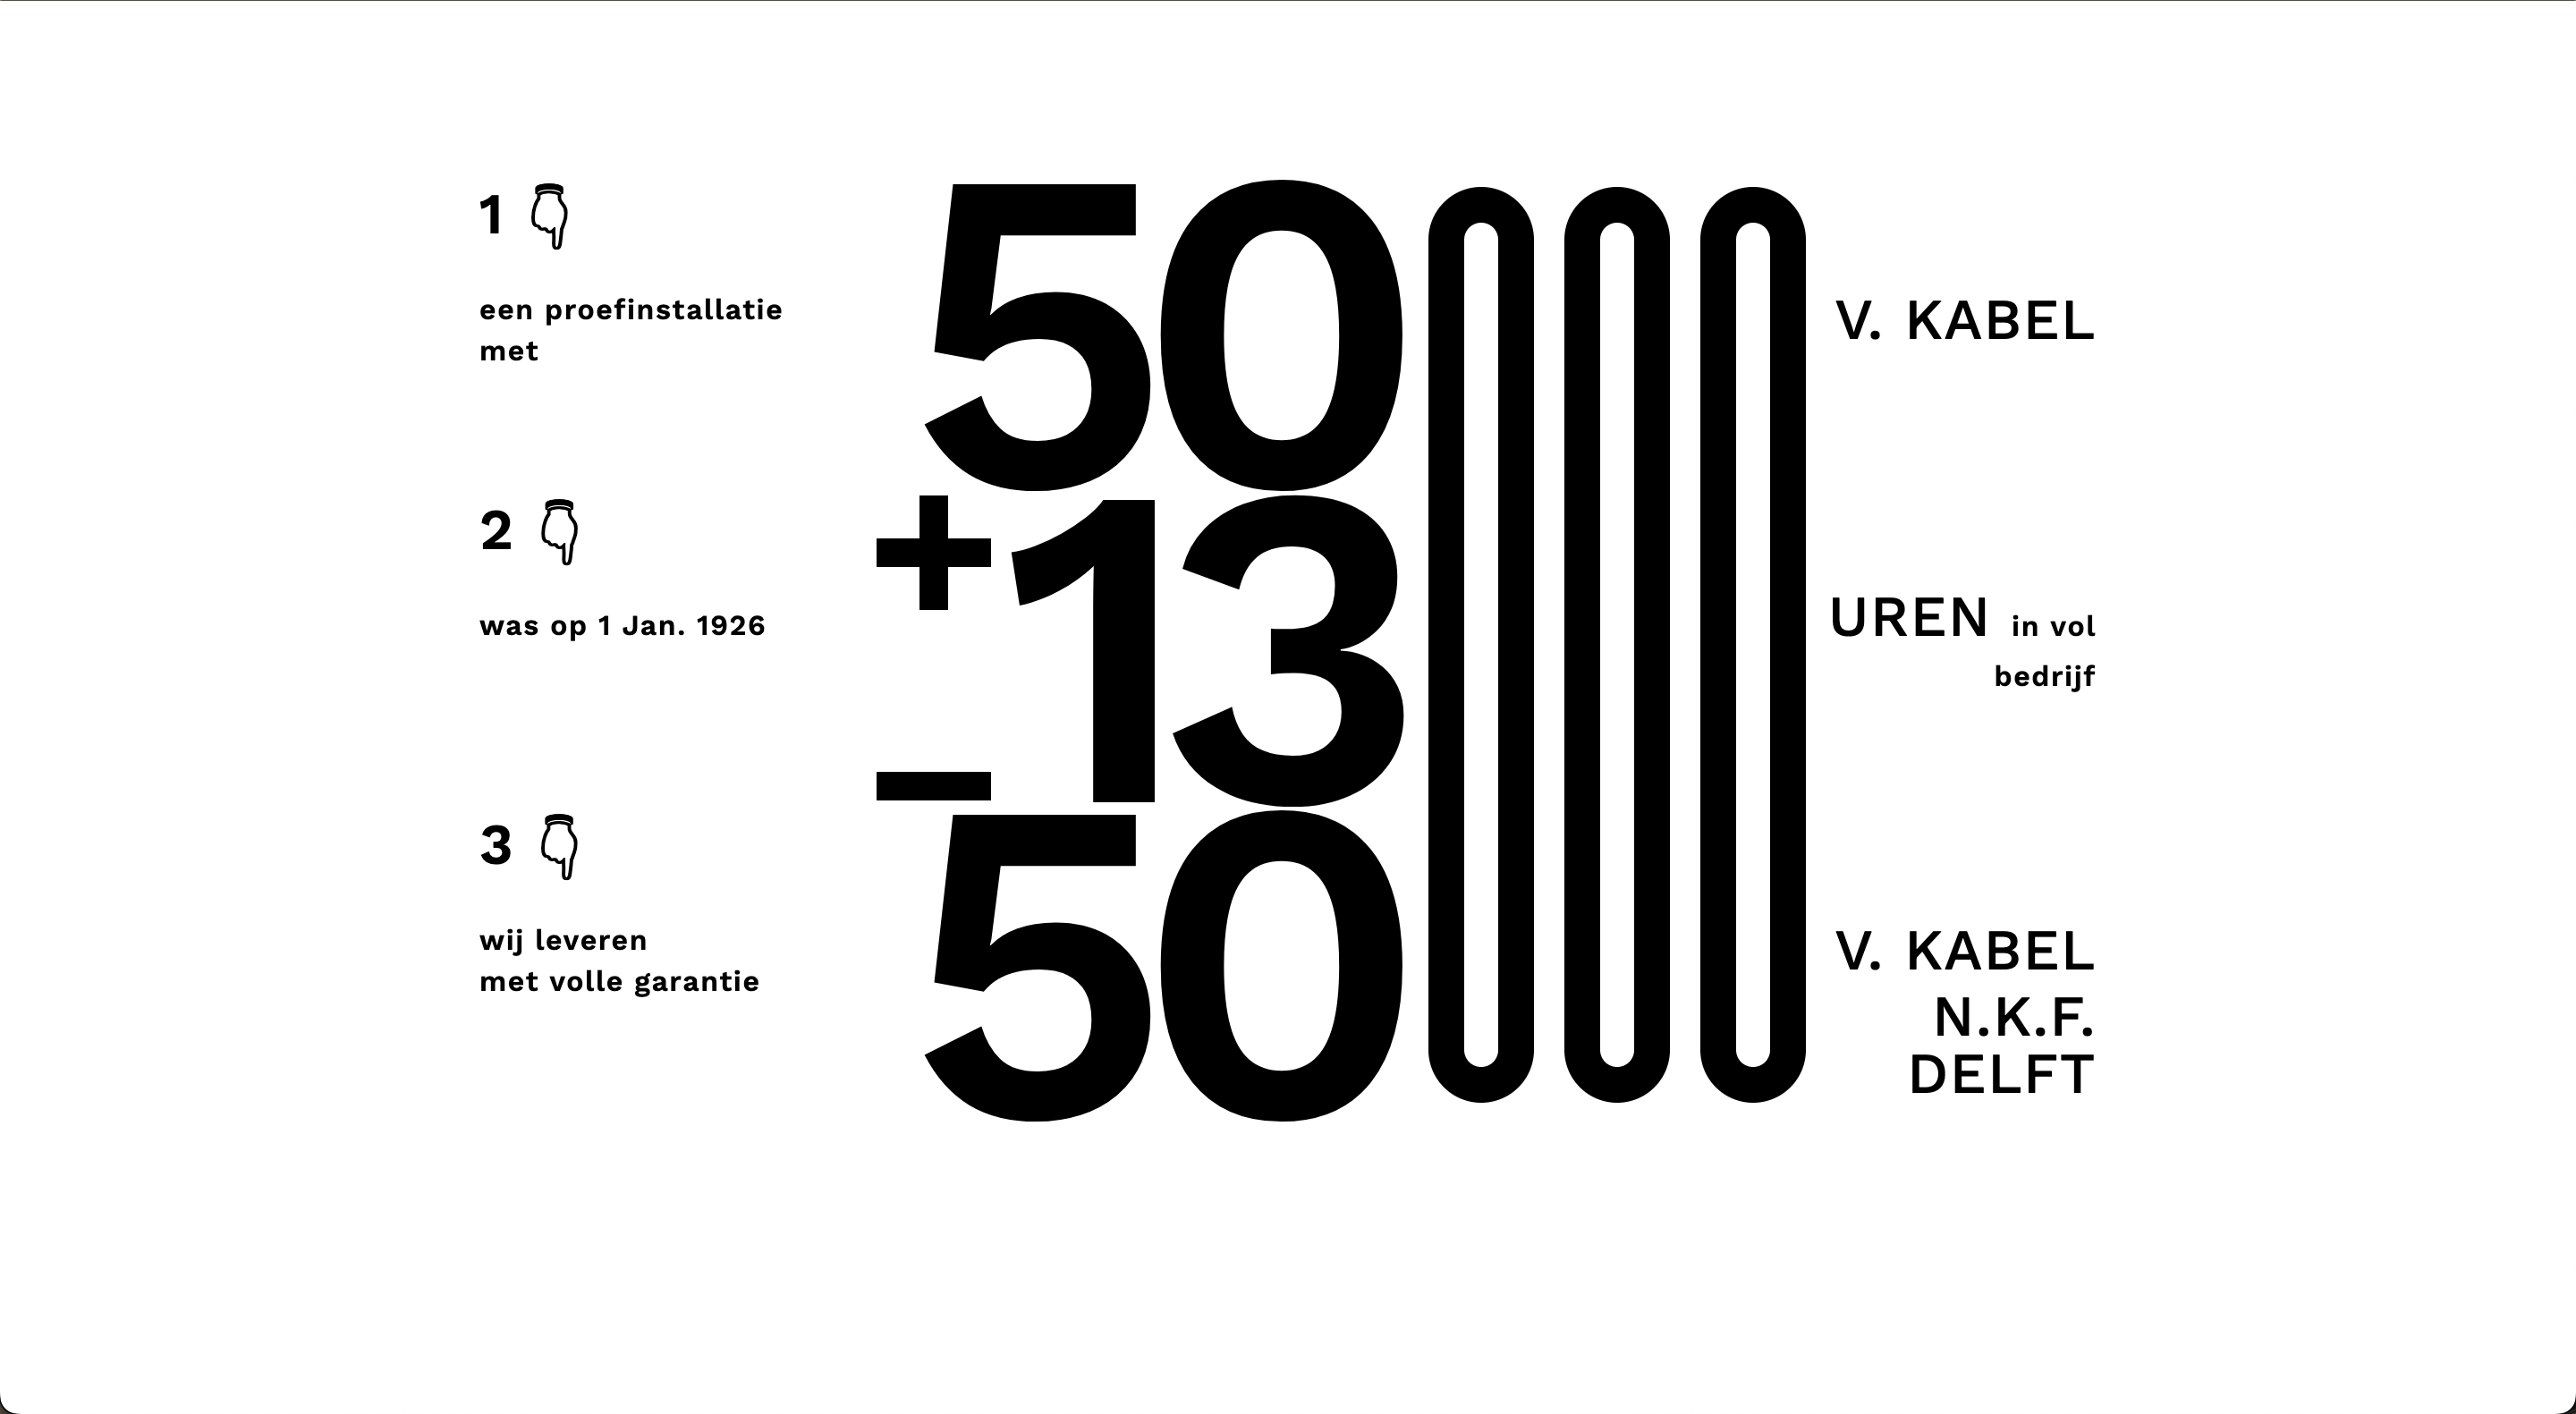 1 👇
een proefinstallatie
met
50000
V. KABEL
2 👇
was op 1 Jan. 1926
+
-
13000
UREN in vol
bedrijf
3 👇
wij leveren
met volle garantie
50000
V. KABEL
N.K.F.
DELFT